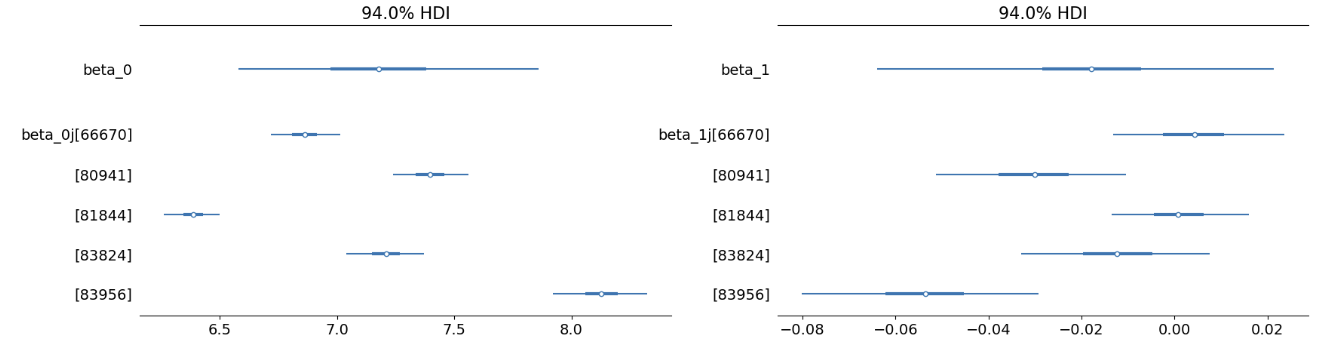 94.0% HDI
beta_0
beta_0j[66670]
[80941]
[81844]
[83824]
[83956]
6.5 7.0 7.5 8.0
94.0% HDI
beta_1
beta_1j[66670]
[80941]
[81844]
[83824]
[83956]
−0.08 −0.06 −0.04 −0.02 0.00 0.02